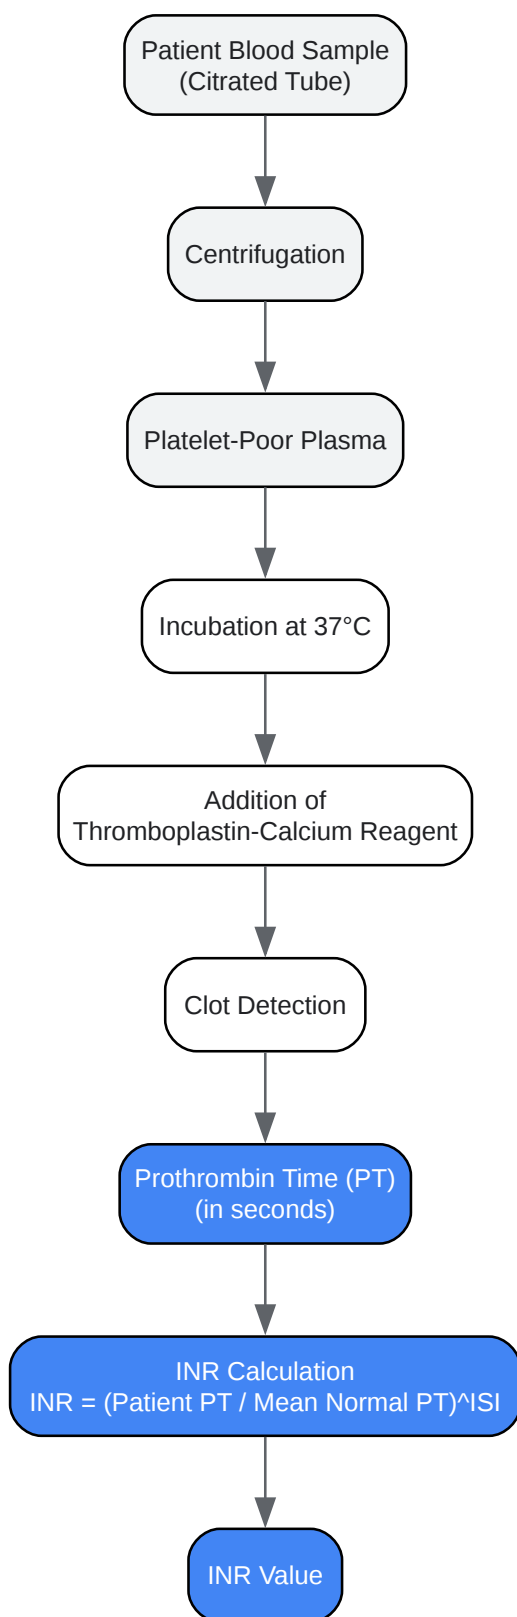 Patient Blood Sample
(Citrated Tube)
Centrifugation
Platelet-Poor Plasma
Incubation at 37°C
Addition of
Thromboplastin-Calcium Reagent
Clot Detection
Prothrombin Time (PT)
(in seconds)
INR Calculation
INR = (Patient PT / Mean Normal PT)^ISI
INR Value